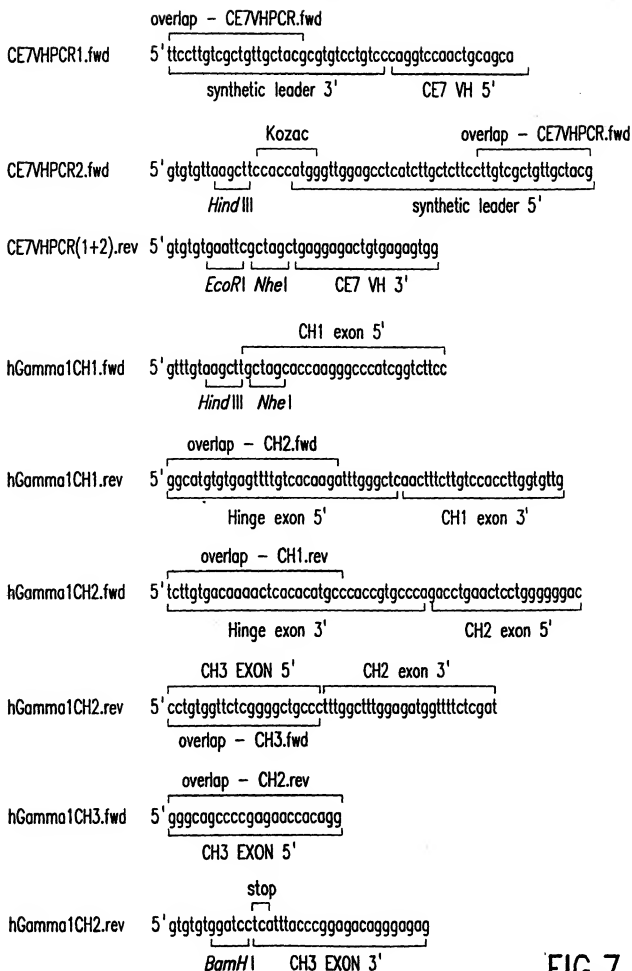 overlap – CE7VHPCR.fwd
CE7VHPCR1.fwd 5'ttccttgtcgctgttgctacgcgtgtcctgtcccaggtccaactgcagca
synthetic leader 3' CE7 VH 5'
Kozac overlap – CE7VHPCR.fwd
CE7VHPCR2.fwd 5'gtgtgttaagcttccaccatgggttggagcctcatcttgctcttccttgtcgctgttgctacg
HindIII synthetic leader 5'
CE7VHPCR(1+2).rev 5'gtgtgtgaattcgctagctgaggagactgtgagagtgg
EcoRI NheI CE7 VH 3'
CH1 exon 5'
hGamma1CH1.fwd 5'gtttgtaagcttgctagcaccaagggcccatcggtcttcc
HindIII NheI
overlap – CH2.fwd
hGamma1CH1.rev 5'ggcatgtgtgagttttgtcacaagatttgggctcaactttcttgtccaccttggtgttg
Hinge exon 5' CH1 exon 3'
overlap – CH1.rev
hGamma1CH2.fwd 5'tcttgtgacaaaactcacacatgcccaccgtgcccagacctgaactcctggggggac
Hinge exon 3' CH2 exon 5'
CH3 EXON 5' CH2 exon 3'
hGamma1CH2.rev 5'cctgtggttctcggggctgccctttggctttggagatggttttctcgat
overlap – CH3.fwd
overlap – CH2.rev
hGamma1CH3.fwd 5'gggcagccccgagaaccacagg
CH3 EXON 5'
stop
hGamma1CH2.rev 5'gtgtgtggatcctcatttacccggagacagggagag
BamHI CH3 EXON 3'
FIG.7